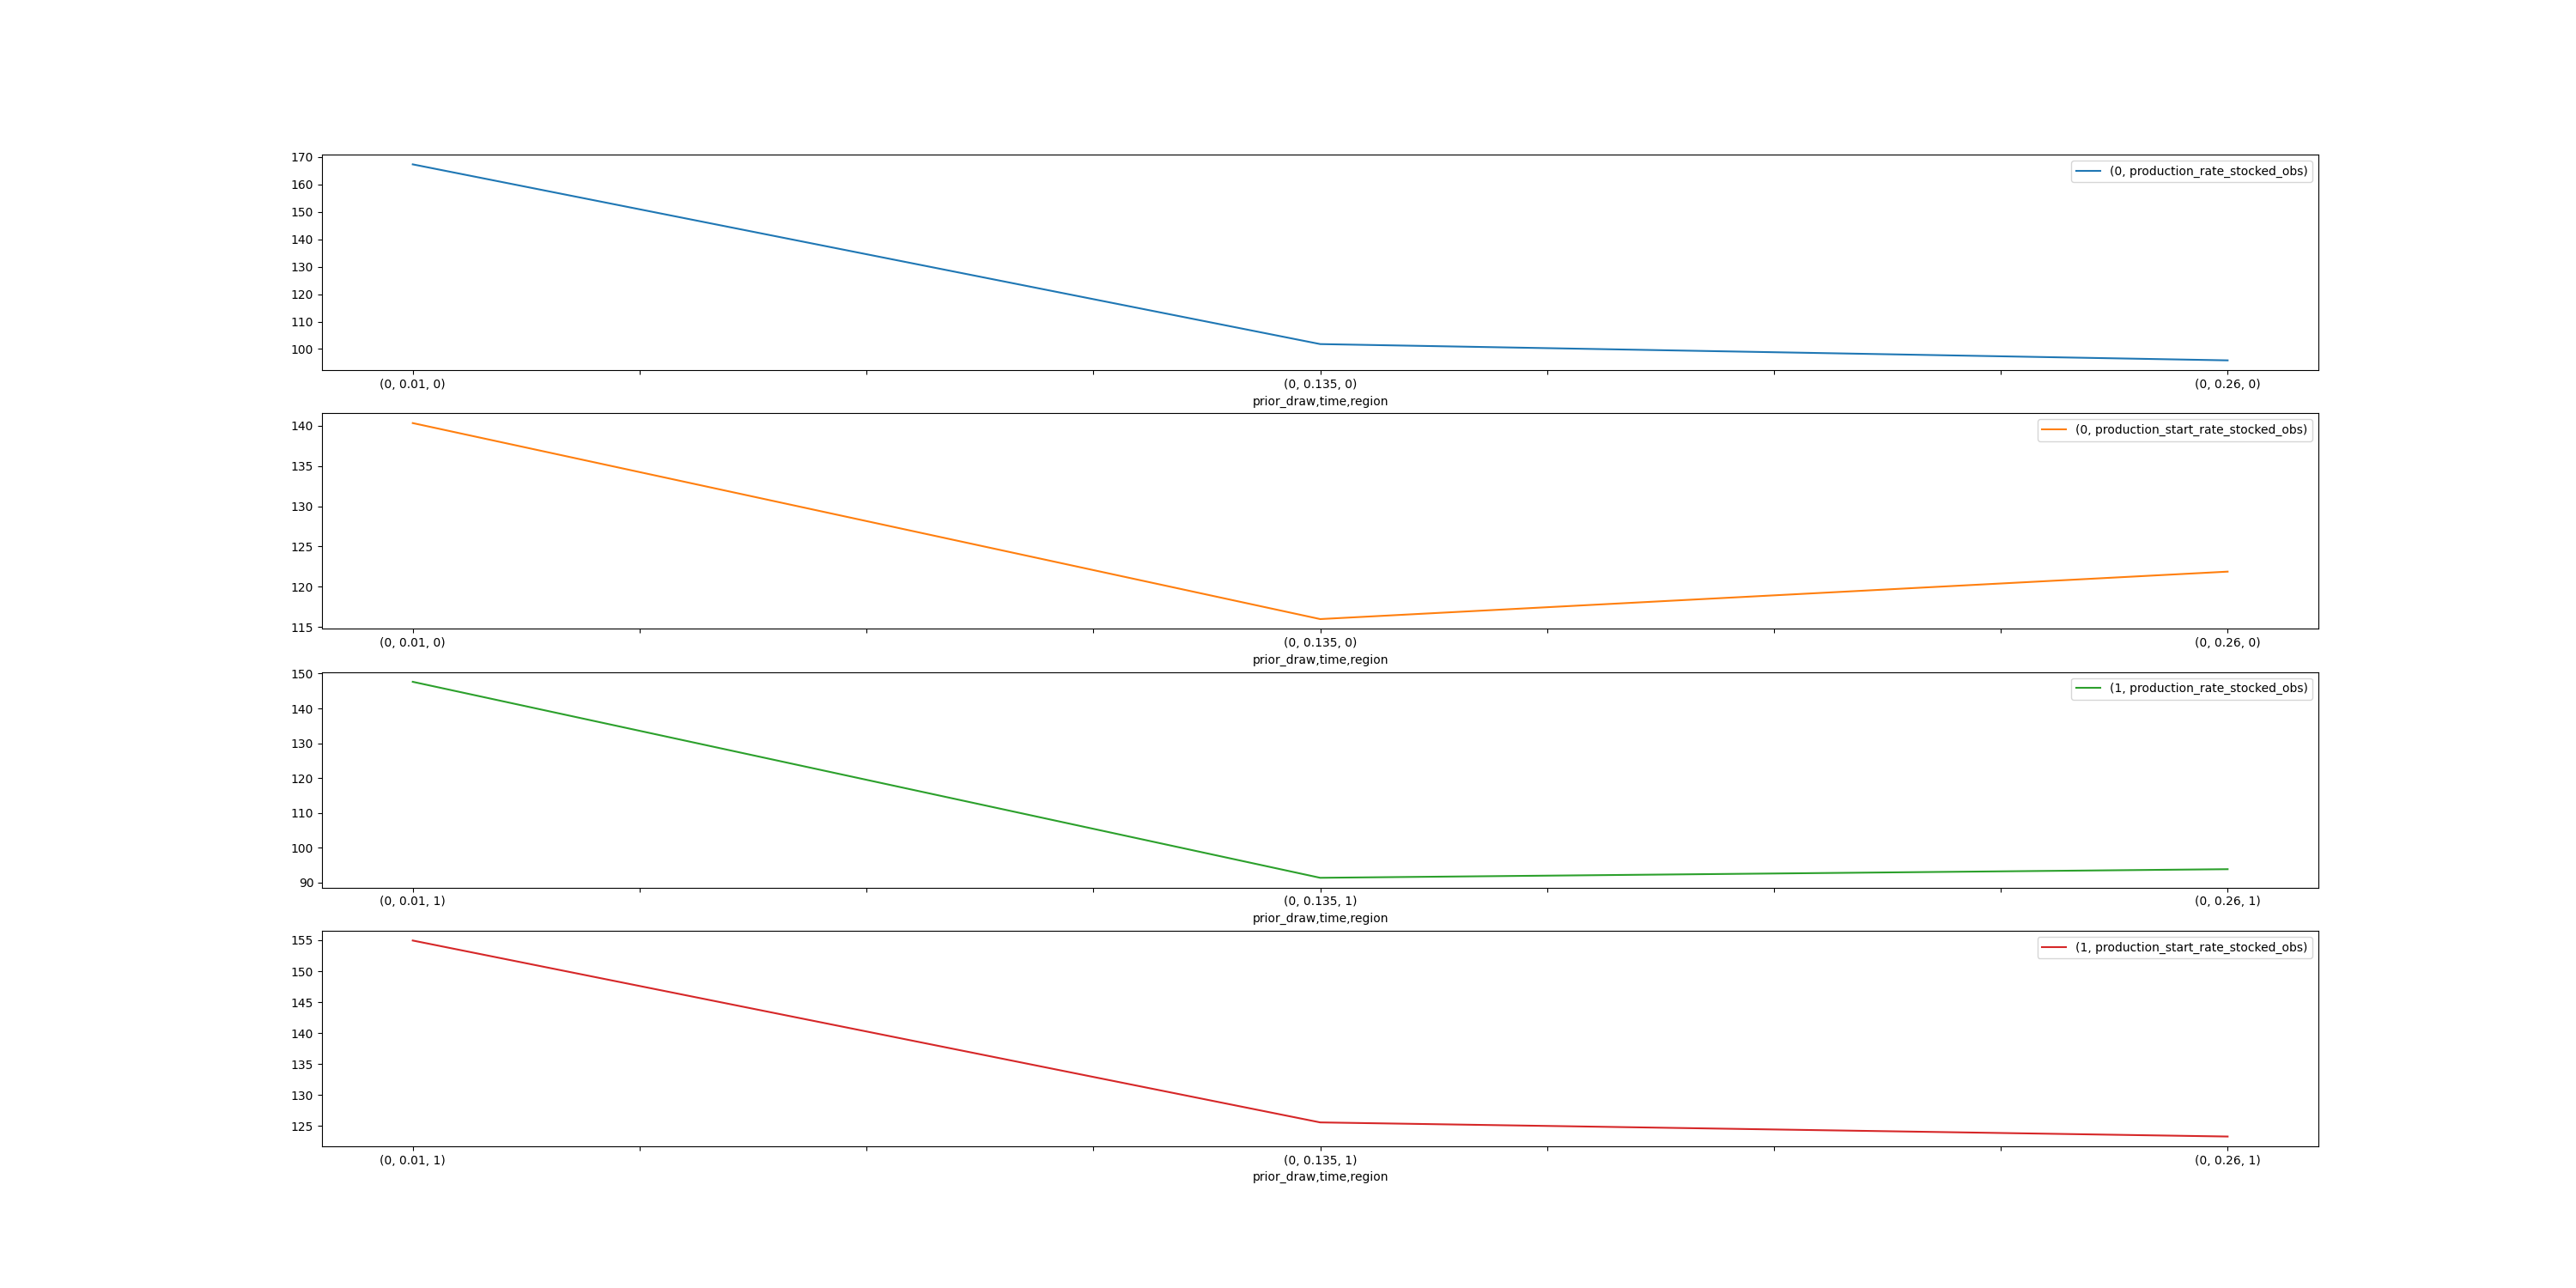 170
160
150
140
130
120
110
100
(0, production_rate_stocked_obs)
(0, 0.01, 0) (0, 0.135, 0) (0, 0.26, 0)
prior_draw,time,region
140
135
130
125
120
115
(0, production_start_rate_stocked_obs)
(0, 0.01, 0) (0, 0.135, 0) (0, 0.26, 0)
prior_draw,time,region
150
140
130
120
110
100
90
(1, production_rate_stocked_obs)
(0, 0.01, 1) (0, 0.135, 1) (0, 0.26, 1)
prior_draw,time,region
155
150
145
140
135
130
125
(1, production_start_rate_stocked_obs)
(0, 0.01, 1) (0, 0.135, 1) (0, 0.26, 1)
prior_draw,time,region